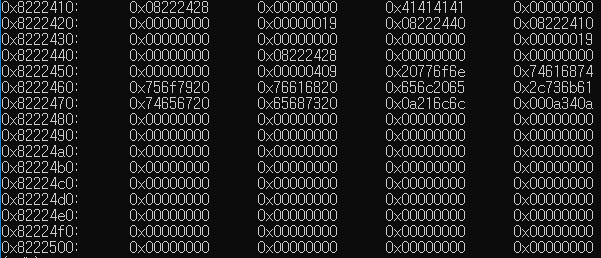 0x8222410: 0x08222428 0x00000000 0x41414141 0x00000000
0x8222420: 0x00000000 0x00000019 0x08222440 0x08222410
0x8222430: 0x00000000 0x00000000 0x00000000 0x00000019
0x8222440: 0x00000000 0x08222428 0x00000000 0x00000000
0x8222450: 0x00000000 0x00000409 0x20776f6e 0x74616874
0x8222460: 0x756f7920 0x76616820 0x656c2065 0x2c736b61
0x8222470: 0x74656720 0x65687320 0x0a216c6c 0x000a340a
0x8222480: 0x00000000 0x00000000 0x00000000 0x00000000
0x8222490: 0x00000000 0x00000000 0x00000000 0x00000000
0x82224a0: 0x00000000 0x00000000 0x00000000 0x00000000
0x82224b0: 0x00000000 0x00000000 0x00000000 0x00000000
0x82224c0: 0x00000000 0x00000000 0x00000000 0x00000000
0x82224d0: 0x00000000 0x00000000 0x00000000 0x00000000
0x82224e0: 0x00000000 0x00000000 0x00000000 0x00000000
0x82224f0: 0x00000000 0x00000000 0x00000000 0x00000000
0x8222500: 0x00000000 0x00000000 0x00000000 0x00000000